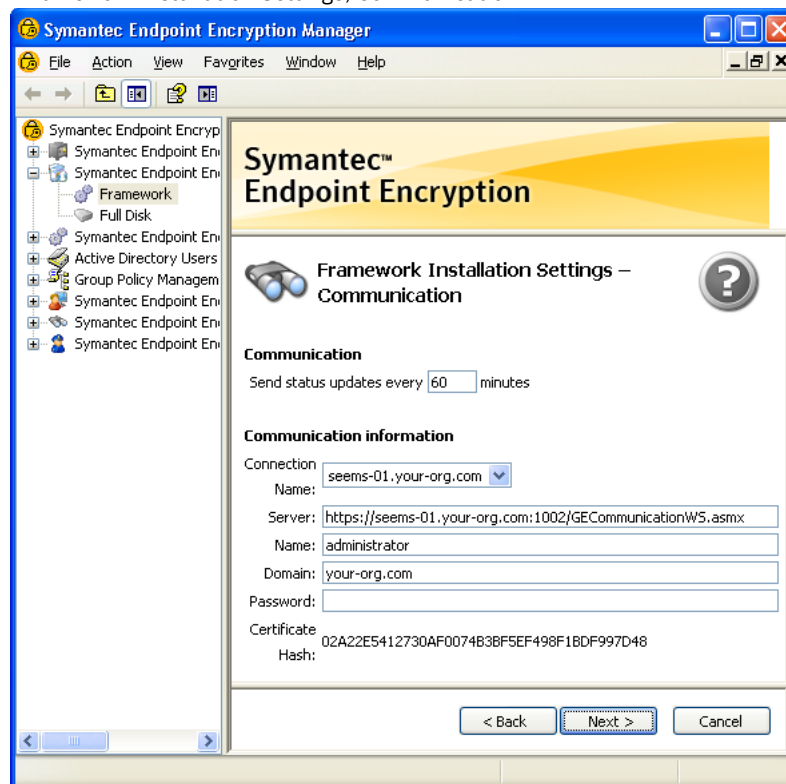 Symantec Endpoint Encryption Manager
File Action View Favorites Window Help
Symantec Endpoint Encryp
Symantec Endpoint En
Symantec Endpoint En
Framework
Full Disk
Symantec Endpoint En
Active Directory Users
Group Policy Managem
Symantec Endpoint En
Symantec Endpoint En
Symantec Endpoint En
Symantec™
Endpoint Encryption
Framework Installation Settings –
Communication
Communication
Send status updates every 60 minutes
Communication information
Connection
Name: seems-01.your-org.com
Server: https://seems-01.your-org.com:1002/GECommunicationWS.asmx
Name: administrator
Domain: your-org.com
Password:
Certificate
Hash: 02A22E5412730AF0074B3BF5EF498F1BDF997D48
< Back Next > Cancel